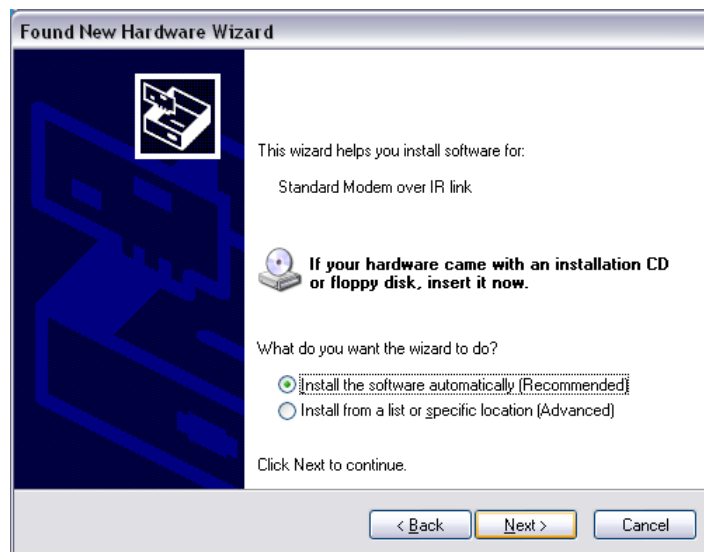 Found New Hardware Wizard
This wizard helps you install software for:
Standard Modem over IR link
If your hardware came with an installation CD
or floppy disk, insert it now.
What do you want the wizard to do?
Install the software automatically (Recommended)
Install from a list or specific location (Advanced)
Click Next to continue.
< Back Next > Cancel